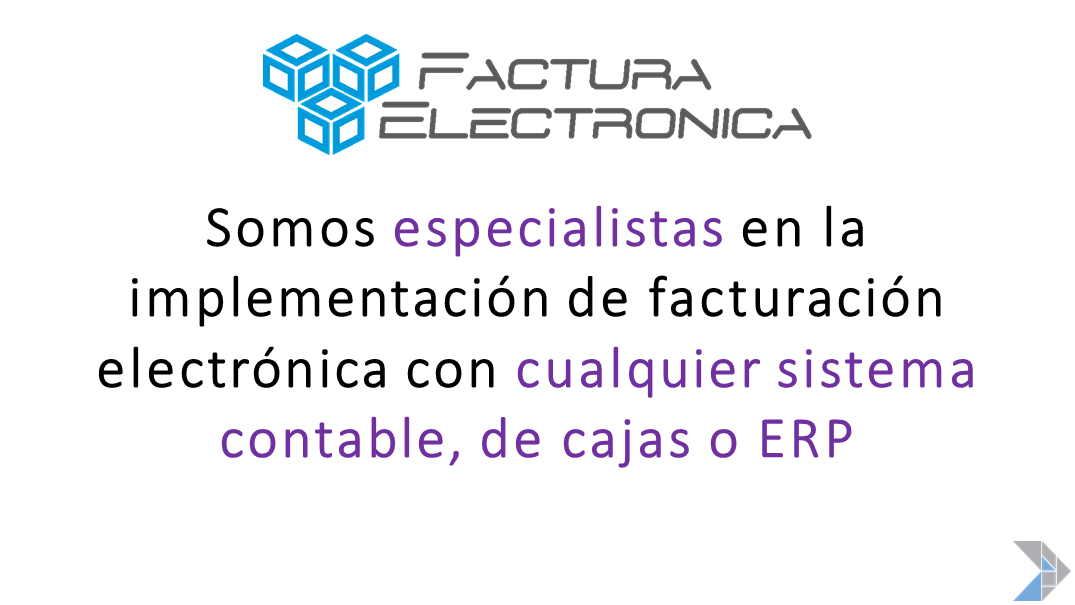 FACTURA
ELECTRONICA
Somos especialistas en la
implementación de facturación
electrónica con cualquier sistema
contable, de cajas o ERP